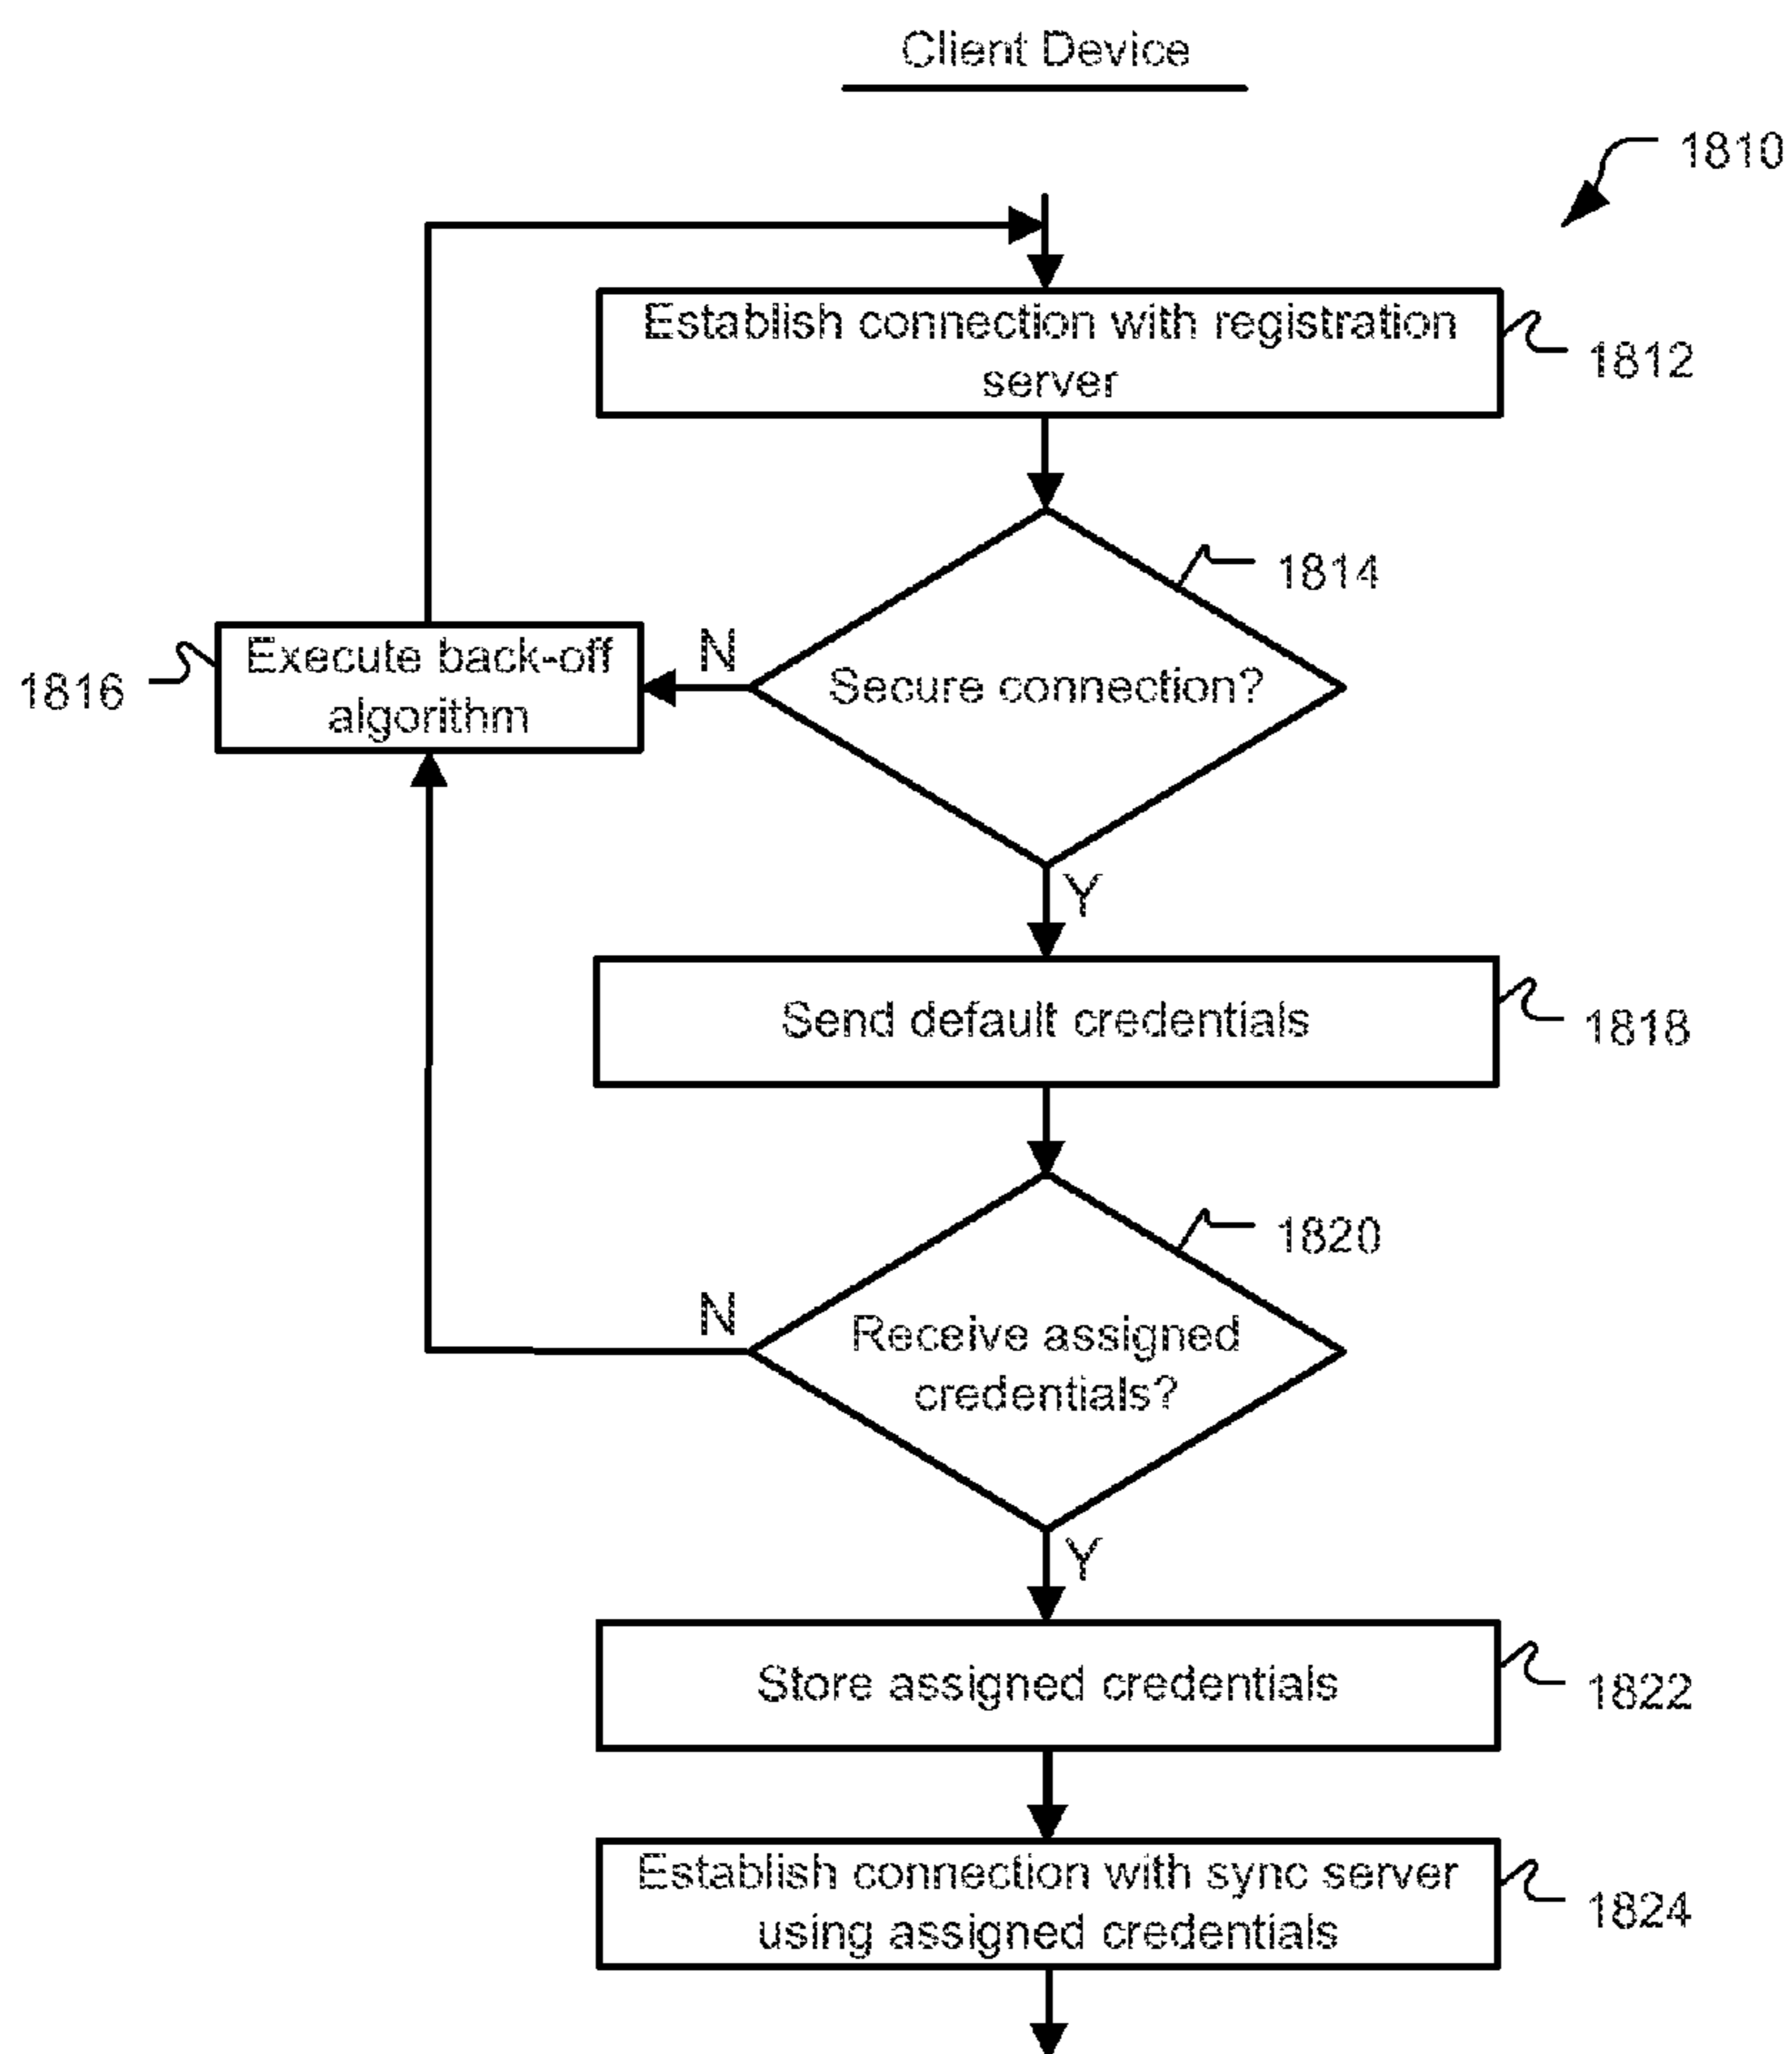 Client Device
1810
Establish connection with registration
server
1812
1814
Secure connection?
N
Execute back-off
algorithm
1816
Y
Send default credentials
1818
1820
Receive assigned
credentials?
N
Y
Store assigned credentials
1822
Establish connection with sync server
using assigned credentials
1824